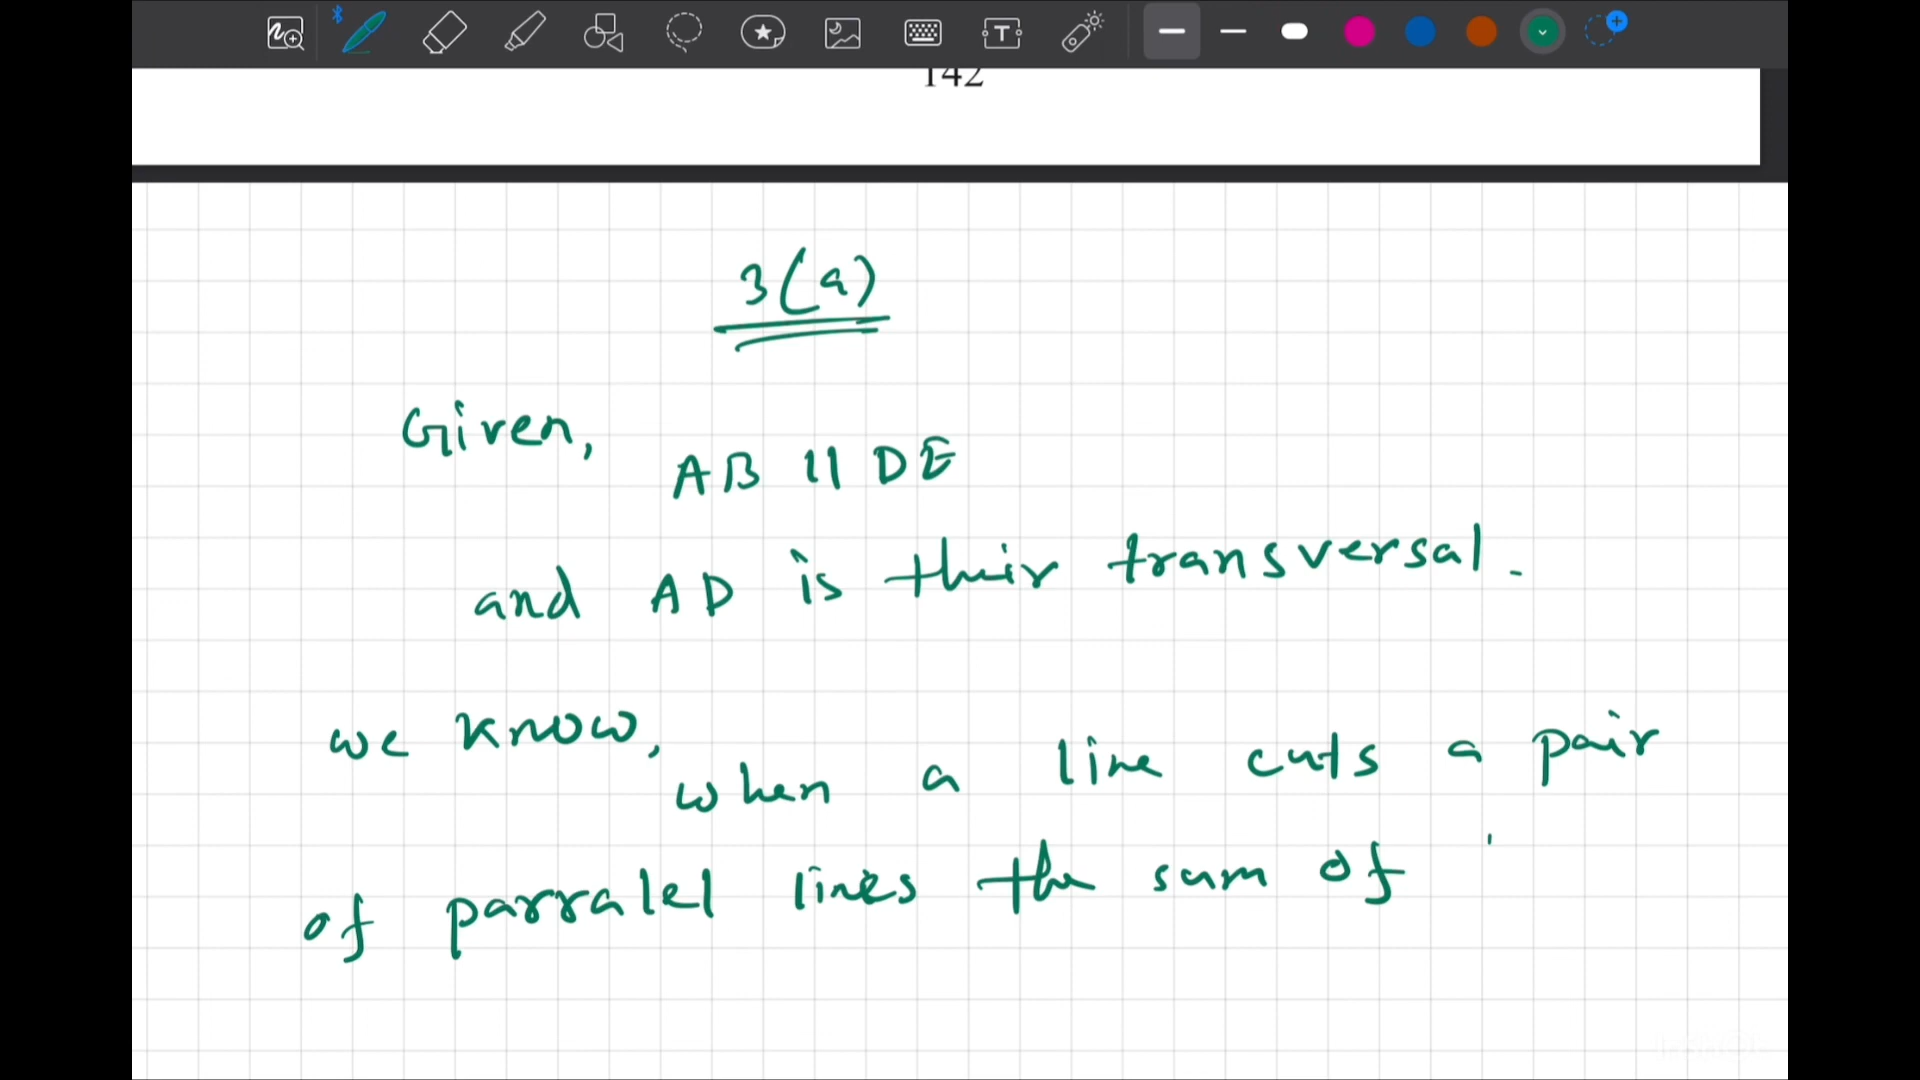 142
3(a)
Given,
AB || DE
and AD is their transversal.
we know,
when a line cuts a pair
of parralel lines the sum of